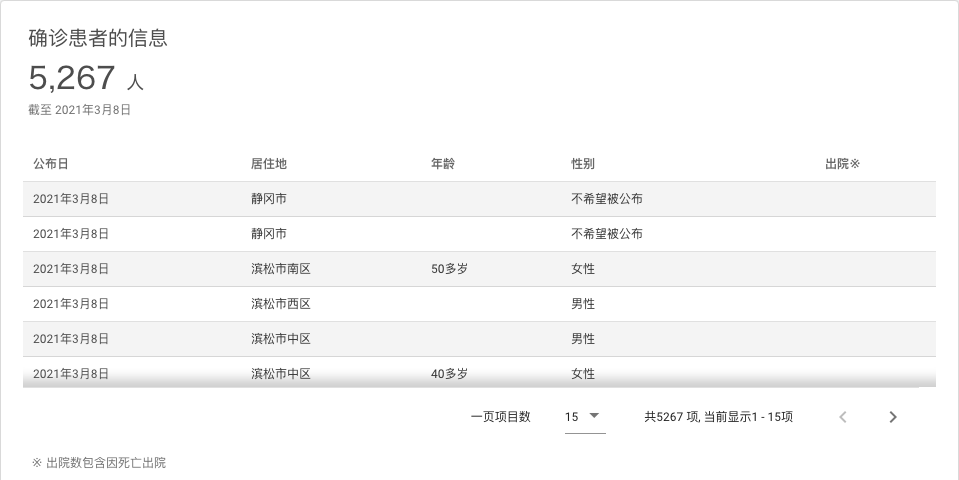 确诊患者的信息
5,267 人
截至 2021年3月8日
公布日 居住地 年龄 性别 出院※
2021年3月8日 静冈市 不希望被公布
2021年3月8日 静冈市 不希望被公布
2021年3月8日 滨松市南区 50多岁 女性
2021年3月8日 滨松市西区 男性
2021年3月8日 滨松市中区 男性
2021年3月8日 滨松市中区 40多岁 女性
一页项目数 15 共5267 项, 当前显示1 - 15项
※ 出院数包含因死亡出院